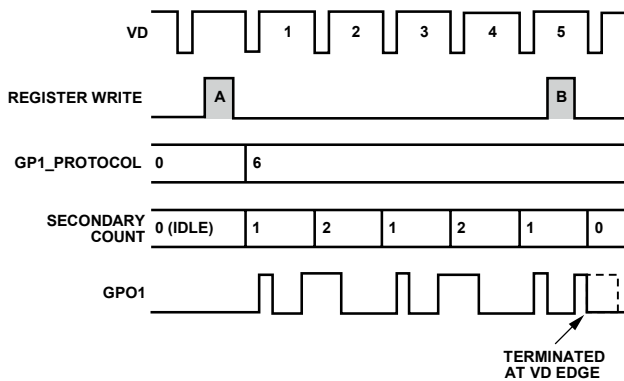 VD 1 2 3 4 5
REGISTER WRITE A B
GP1_PROTOCOL 0 6
SECONDARY
COUNT 0 (IDLE) 1 2 1 2 1 0
GPO1
TERMINATED
AT VD EDGE